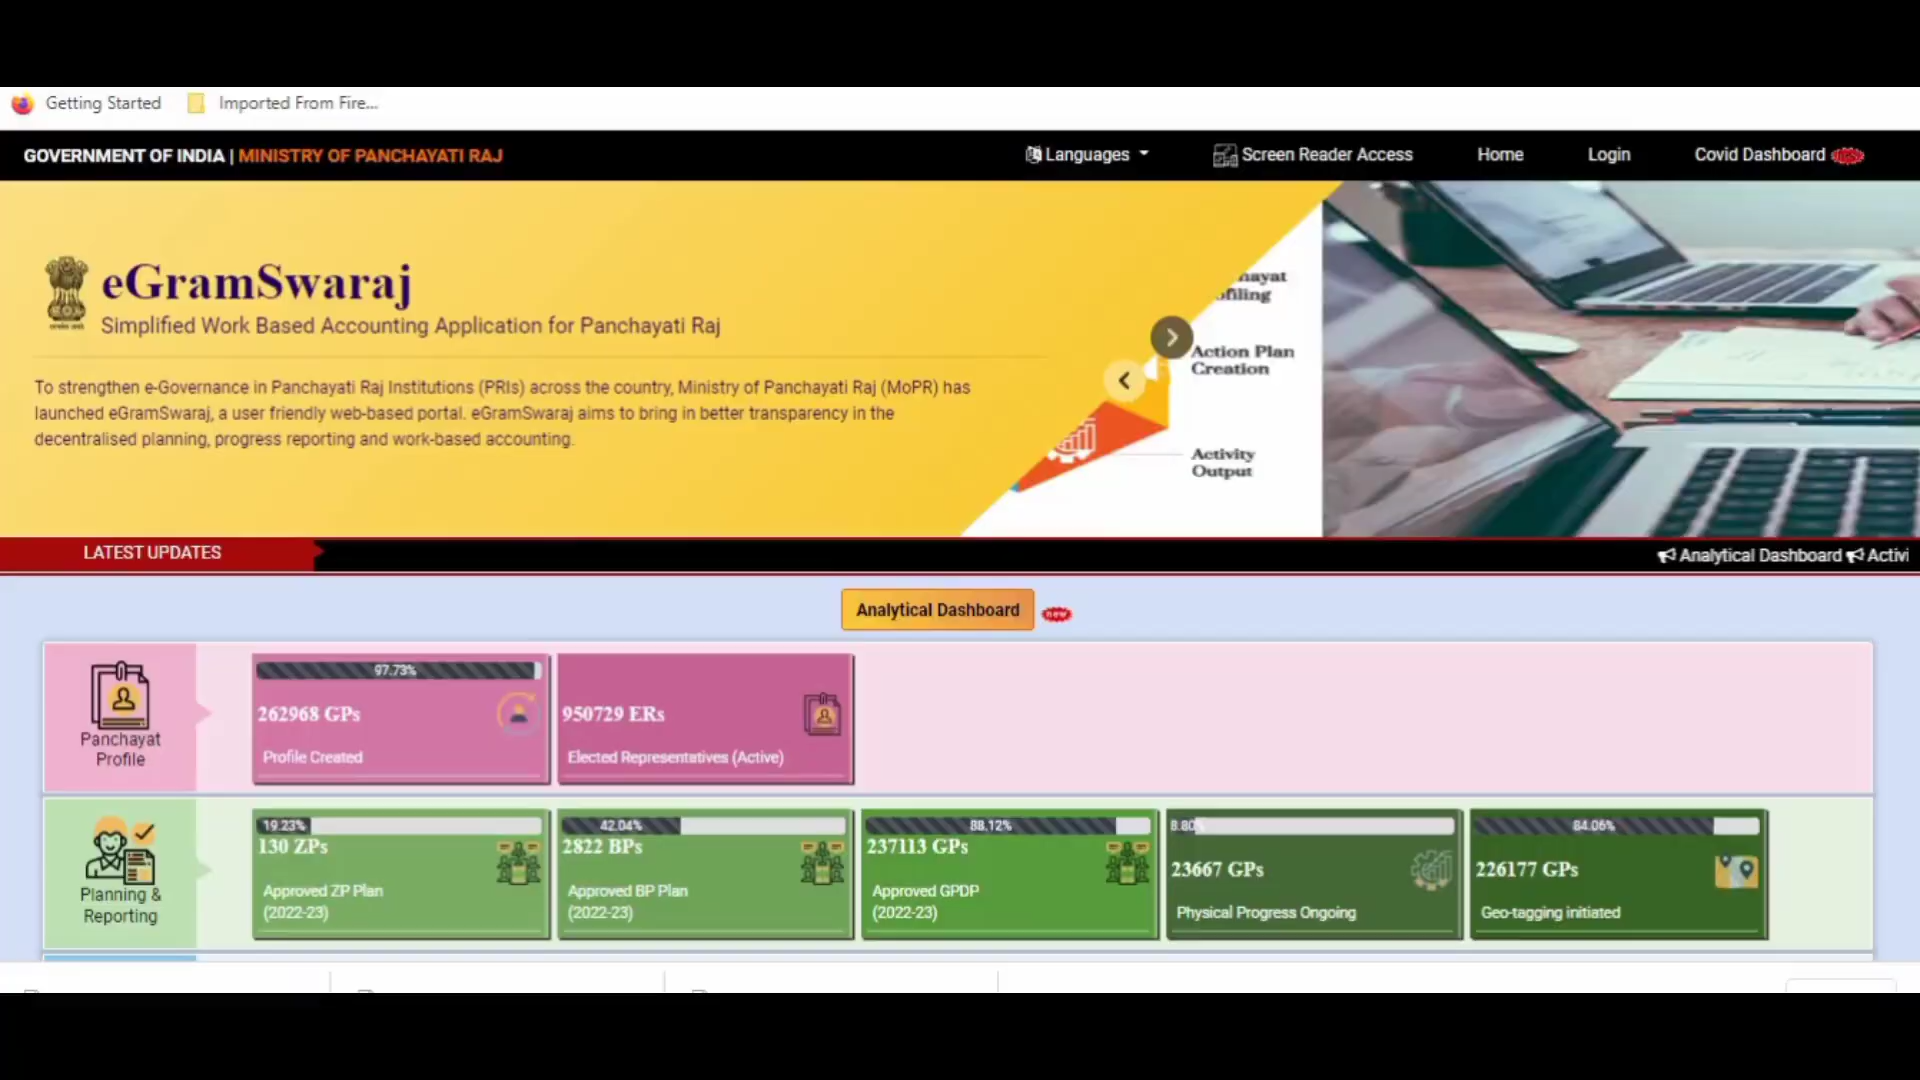 Getting Started
Imported From Fire...
GOVERNMENT OF INDIA | MINISTRY OF PANCHAYATI RAJ
Languages
Screen Reader Access
Home
Login
Covid Dashboard
eGramSwaraj
Simplified Work Based Accounting Application for Panchayati Raj
To strengthen e-Governance in Panchayati Raj Institutions (PRIs) across the country, Ministry of Panchayati Raj (MoPR) has
launched eGramSwaraj, a user friendly web-based portal. eGramSwaraj aims to bring in better transparency in the
decentralised planning, progress reporting and work-based accounting.
Action Plan
Creation
Activity
Output
LATEST UPDATES
Analytical Dashboard
Activi
Analytical Dashboard
new
Panchayat
Profile
97.73%
262968 GPs
Profile Created
950729 ERs
Elected Representatives (Active)
Planning &
Reporting
19.23%
130 ZPs
Approved ZP Plan
(2022-23)
42.04%
2822 BPs
Approved BP Plan
(2022-23)
88.12%
237113 GPs
Approved GPDP
(2022-23)
8.80
23667 GPs
Physical Progress Ongoing
84.06%
226177 GPs
Geo-tagging initiated